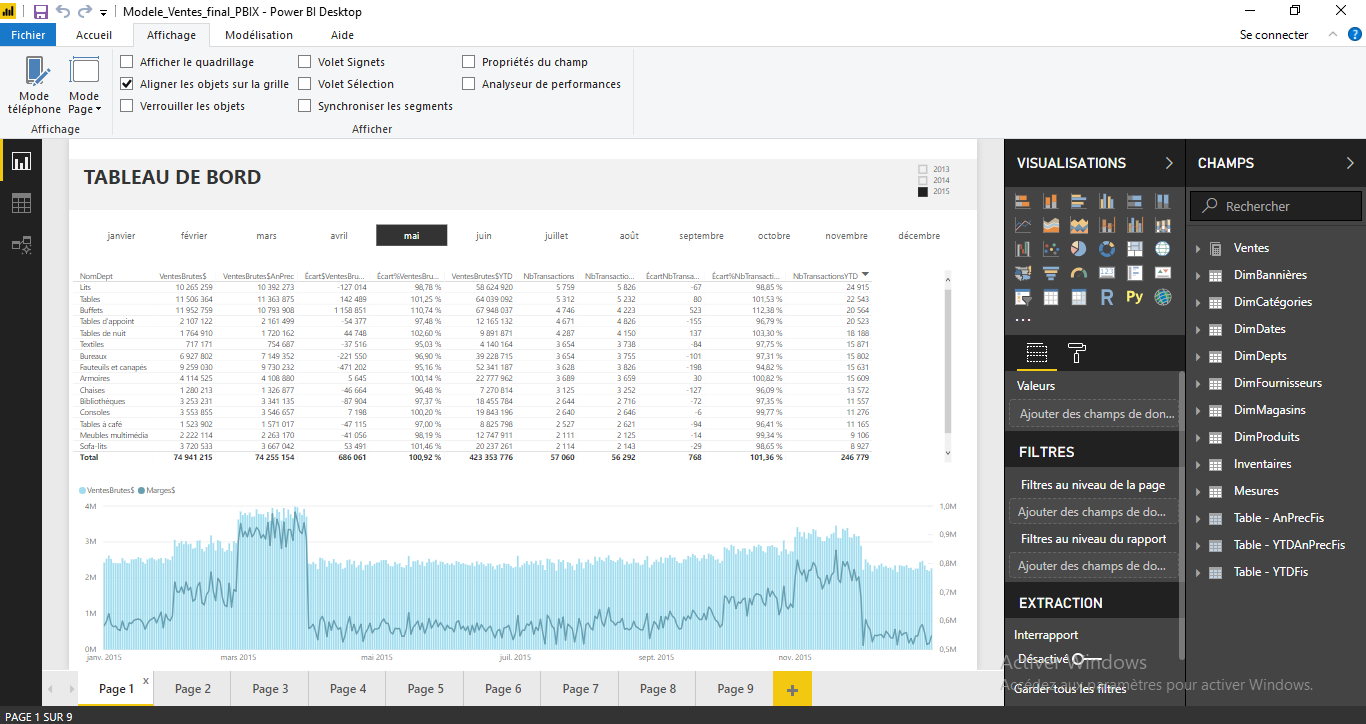 Modele_Ventes_final_PBIX - Power BI Desktop
Fichier Accueil Affichage Modélisation Aide Se connecter
Afficher le quadrillage Volet Signets Propriétés du champ
Aligner les objets sur la grille Volet Sélection Analyseur de performances
Verrouiller les objets Synchroniser les segments
Mode téléphone Mode Page
Affichage Afficher
TABLEAU DE BORD
2013
2014
2015
janvier février mars avril mai juin juillet août septembre octobre novembre décembre
NomDept VentesBrutes$ VentesBrutes$AnPrec Écart$VentesBru... Écart%VentesBru... VentesBrutes$YTD NbTransactions NbTransactio... ÉcartNbTransa... Écart%NbTransacti... NbTransactionsYTD
Lits 10 265 259 10 392 273 -127 014 98,78 % 58 624 920 5 759 5 826 -67 98,85 % 24 915
Tables 11 506 364 11 363 875 142 489 101,25 % 64 039 092 5 312 5 232 80 101,53 % 22 543
Buffets 11 952 759 10 793 908 1 158 851 110,74 % 67 948 037 4 746 4 223 523 112,38 % 20 564
Tables d'appoint 2 107 122 2 161 499 -54 377 97,48 % 12 165 132 4 671 4 826 -155 96,79 % 20 523
Tables de nuit 1 764 910 1 720 162 44 748 102,60 % 9 891 871 4 287 4 150 137 103,30 % 18 188
Textiles 717 171 754 687 -37 516 95,03 % 4 140 164 3 654 3 738 -84 97,75 % 15 871
Bureaux 6 927 802 7 149 352 -221 550 96,90 % 39 228 715 3 654 3 755 -101 97,31 % 15 802
Fauteuils et canapés 9 259 030 9 730 232 -471 202 95,16 % 52 341 187 3 628 3 826 -198 94,82 % 15 631
Armoires 4 114 525 4 108 880 5 645 100,14 % 22 777 962 3 689 3 659 30 100,82 % 15 609
Chaises 1 280 213 1 326 877 -46 664 96,48 % 7 270 814 3 125 3 252 -127 96,09 % 13 572
Bibliothèques 3 253 231 3 341 135 -87 904 97,37 % 18 455 784 2 644 2 716 -72 97,35 % 11 557
Consoles 3 553 855 3 546 657 7 198 100,20 % 19 843 196 2 640 2 646 -6 99,77 % 11 276
Tables à café 1 523 902 1 571 017 -47 115 97,00 % 8 825 798 2 527 2 621 -94 96,41 % 11 165
Meubles multimédia 2 222 114 2 263 170 -41 056 98,19 % 12 747 911 2 111 2 125 -14 99,34 % 9 106
Sofa-lits 3 720 533 3 667 042 53 491 101,46 % 20 237 261 2 114 2 143 -29 98,65 % 8 927
Total 74 941 215 74 255 154 686 061 100,92 % 423 353 776 57 060 56 292 768 101,36 % 246 779
VentesBrutes$ Marges$
4M 1,0M
3M 0,9M
2M 0,8M
1M 0,7M
0M 0,6M
0,5M
janv. 2015 mars 2015 mai 2015 juil. 2015 sept. 2015 nov. 2015
VISUALISATIONS
R Py
...
Valeurs
Ajouter des champs de don...
FILTRES
Filtres au niveau de la page
Ajouter des champs de do...
Filtres au niveau du rapport
Ajouter des champs de do...
EXTRACTION
Interrapport
Désactivé
Garder tous les filtres
CHAMPS
Rechercher
Ventes
DimBannières
DimCatégories
DimDates
DimDepts
DimFournisseurs
DimMagasins
DimProduits
Inventaires
Mesures
Table - AnPrecFis
Table - YTDAnPrecFis
Table - YTDFis
Activer Windows
Accédez aux paramètres pour activer Windows.
Page 1 x Page 2 Page 3 Page 4 Page 5 Page 6 Page 7 Page 8 Page 9 +
PAGE 1 SUR 9